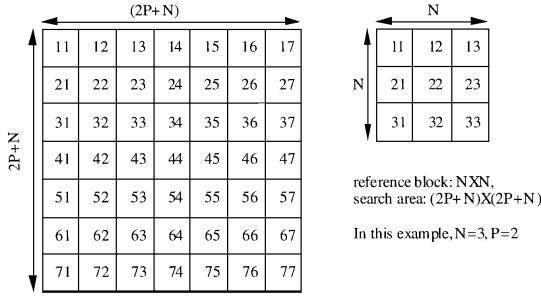 (2P+N)
2P+N
11 12 13 14 15 16 17
21 22 23 24 25 26 27
31 32 33 34 35 36 37
41 42 43 44 45 46 47
51 52 53 54 55 56 57
61 62 63 64 65 66 67
71 72 73 74 75 76 77
N
N
11 12 13
21 22 23
31 32 33
reference block: NXN,
search area: (2P+N)X(2P+N)
In this example, N=3, P=2